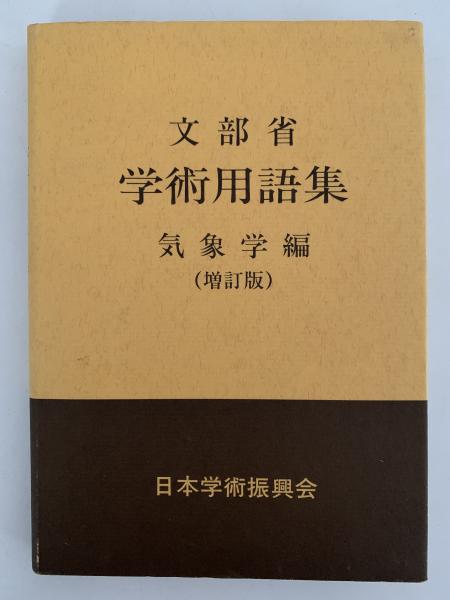 文部省
学術用語集
気象学編
(増訂版)
日本学術振興会